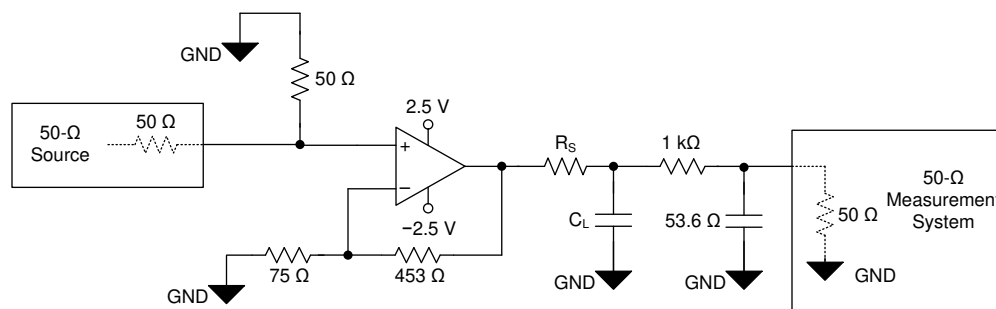 GND
50 Ω
50-Ω
Source
50 Ω
2.5 V
+
−
−2.5 V
75 Ω
453 Ω
GND
R_S
C_L
GND
1 kΩ
53.6 Ω
GND
50-Ω
Measurement
System
50 Ω
GND